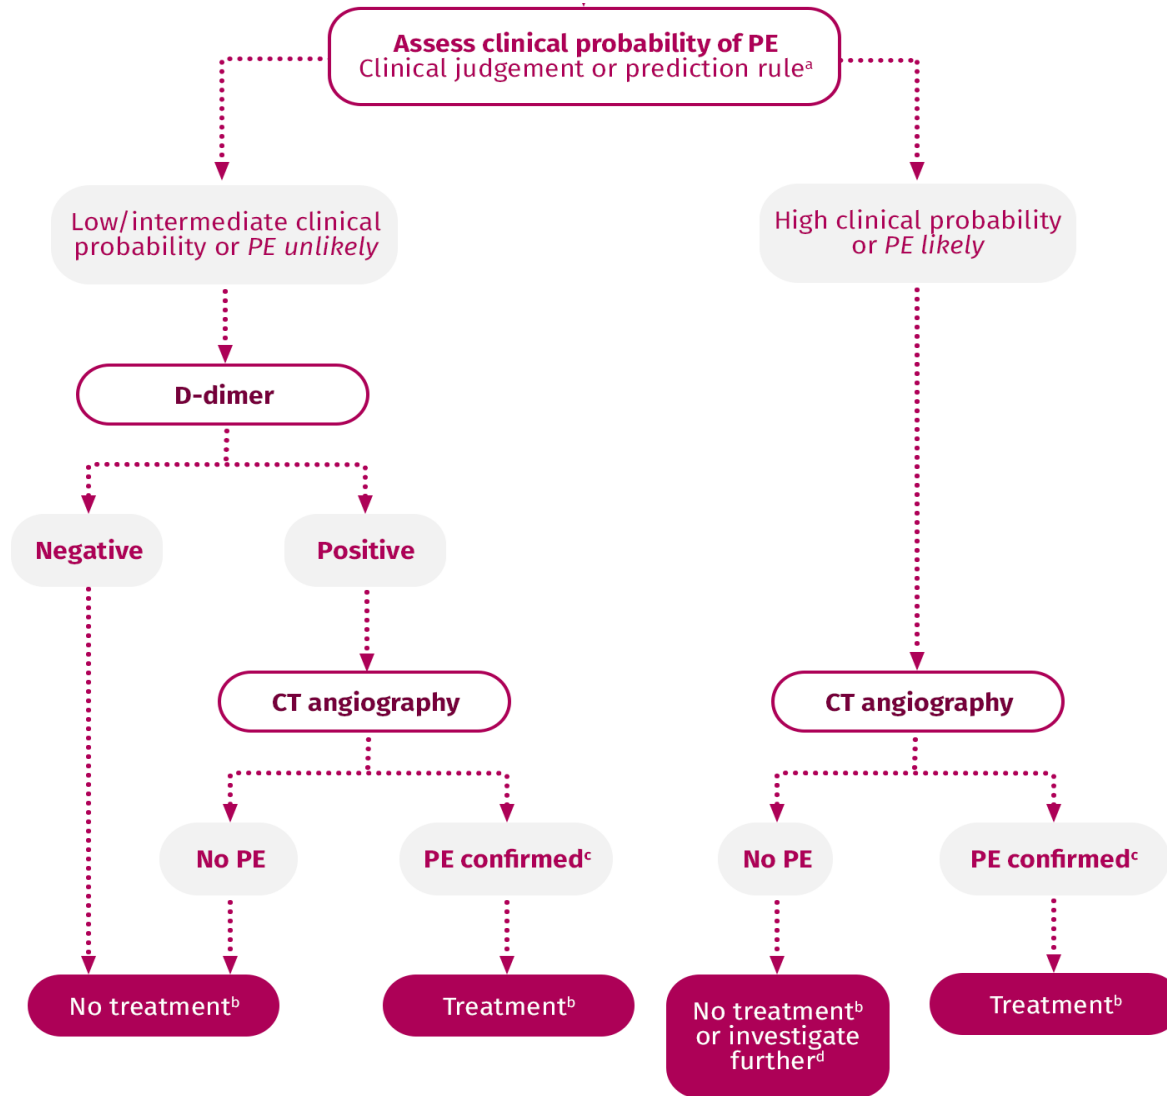 Assess clinical probability of PE
Clinical judgement or prediction ruleᵃ
Low/intermediate clinical
probability or PE unlikely
High clinical probability
or PE likely
D-dimer
Negative
Positive
CT angiography
CT angiography
No PE
PE confirmedᶜ
No PE
PE confirmedᶜ
No treatmentᵇ
Treatmentᵇ
No treatmentᵇ
or investigate
furtherᵈ
Treatmentᵇ